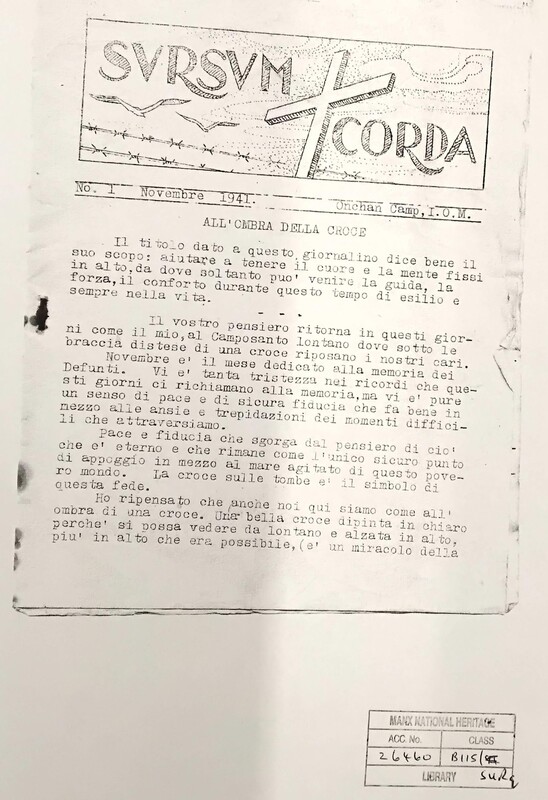 SVRSVM
CORDA
No. 1 Novembre 1941. Onchan Camp, I.O.M.
ALL'OMBRA DELLA CROCE
Il titolo dato a questo giornalino dice bene il
suo scopo: aiutare a tenere il cuore e la mente fissi
in alto,da dove soltanto puo' venire la guida, la
forza,il conforto durante questo tempo di esilio e
sempre nella vita.
- - -
Il vostro pensiero ritorna in questi gior-
ni come il mio,al Camposanto lontano dove sotto le
braccia distese di una croce riposano i nostri cari.
Novembre e' il mese dedicato alla memoria dei
Defunti. Vi e' tanta tristezza nei ricordi che que-
sti giorni ci richiamano alla memoria,ma vi e' pure
un senso di pace e di sicura fiducia che fa bene in
mezzo alle ansie e trepidazioni dei momenti diffici-
li che attraversiamo.
Pace e fiducia che sgorga dal pensiero di cio'
che e' eterno e che rimane come l'unico sicuro punto
di appoggio in mezzo al mare agitato di questo pove-
ro mondo. La croce sulle tombe e' il simbolo di
questa fede.
Ho ripensato che anche noi qui siamo come all'
ombra di una croce. Una bella croce dipinta in chiaro
perche' si possa vedere da lontano e alzata in alto,
piu' in alto che era possibile,(e' un miracolo della
MANX NATIONAL HERITAGE
ACC. No. CLASS
26460 B115/
LIBRARY SURq